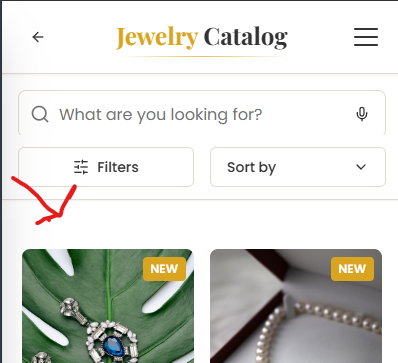 Jewelry Catalog
What are you looking for?
Filters
Sort by
NEW
NEW